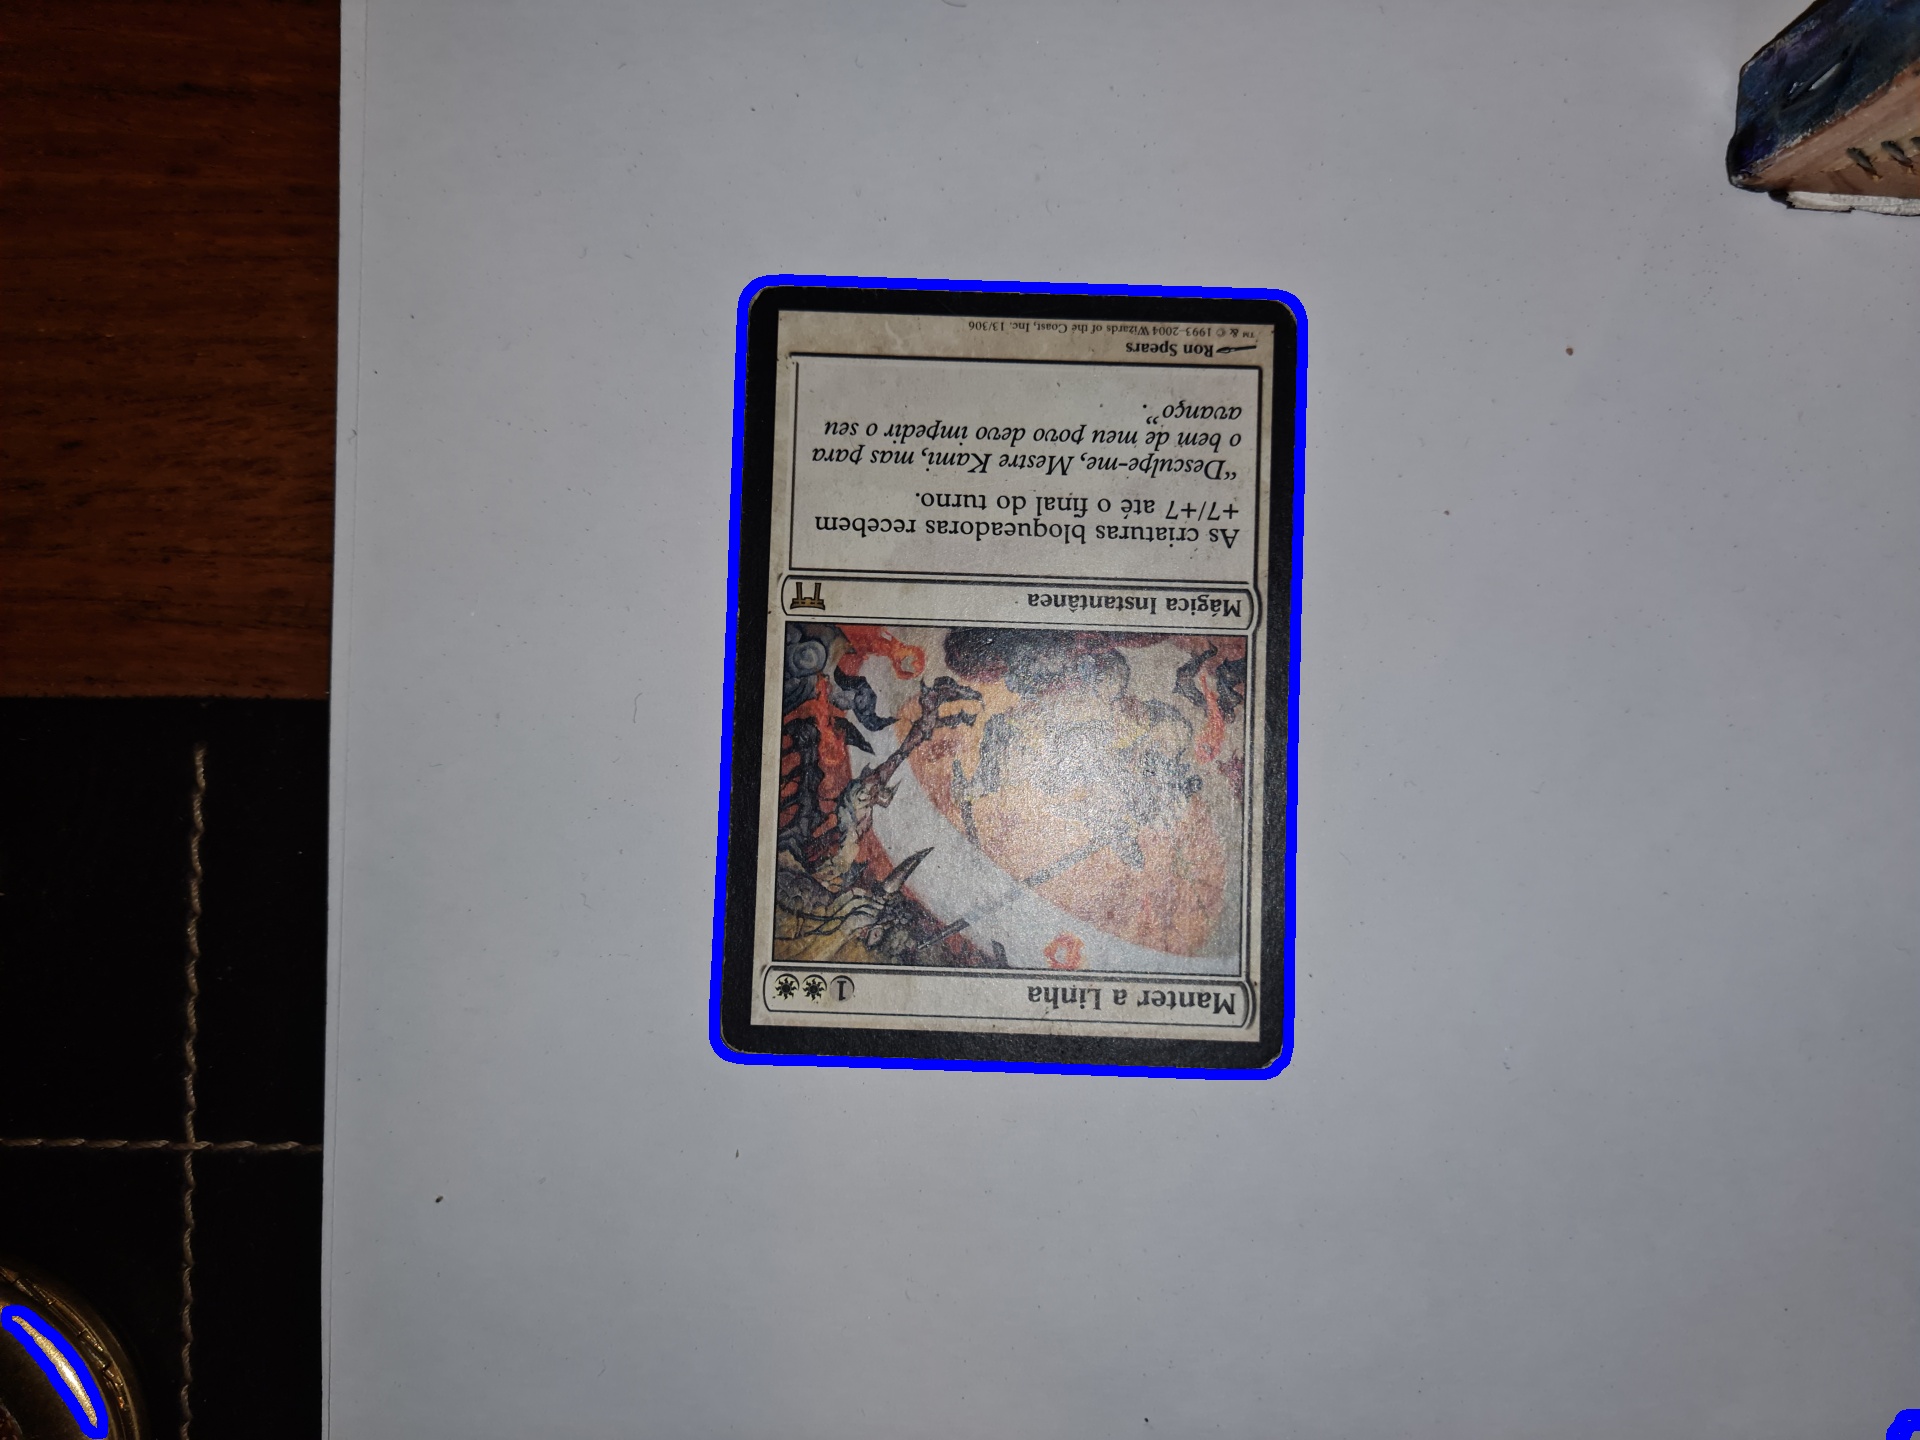 Manter a Linha 1
Mágica Instantânea
As criaturas bloqueadoras recebem
+7/+7 até o final do turno.
“Desculpe-me, Mestre Kami, mas para
o bem de meu povo devo impedir o seu
avanço”.
Ron Spears
™ & © 1993–2004 Wizards of the Coast, Inc. 13/306